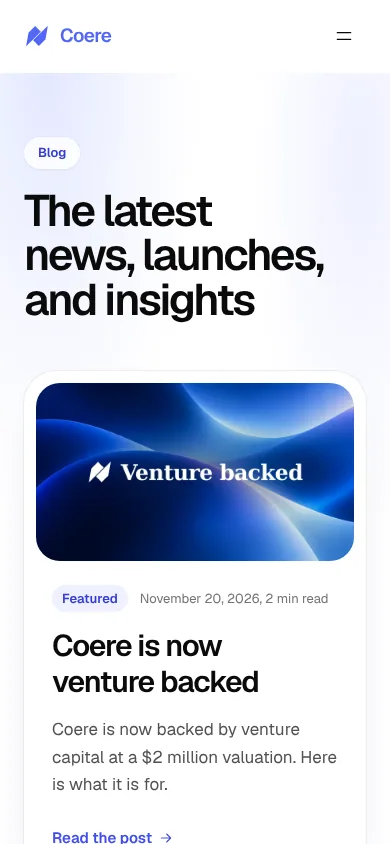 Coere
Blog
The latest
news, launches,
and insights
Venture backed
Featured
November 20, 2026, 2 min read
Coere is now
venture backed
Coere is now backed by venture
capital at a $2 million valuation. Here
is what it is for.
Read the post →